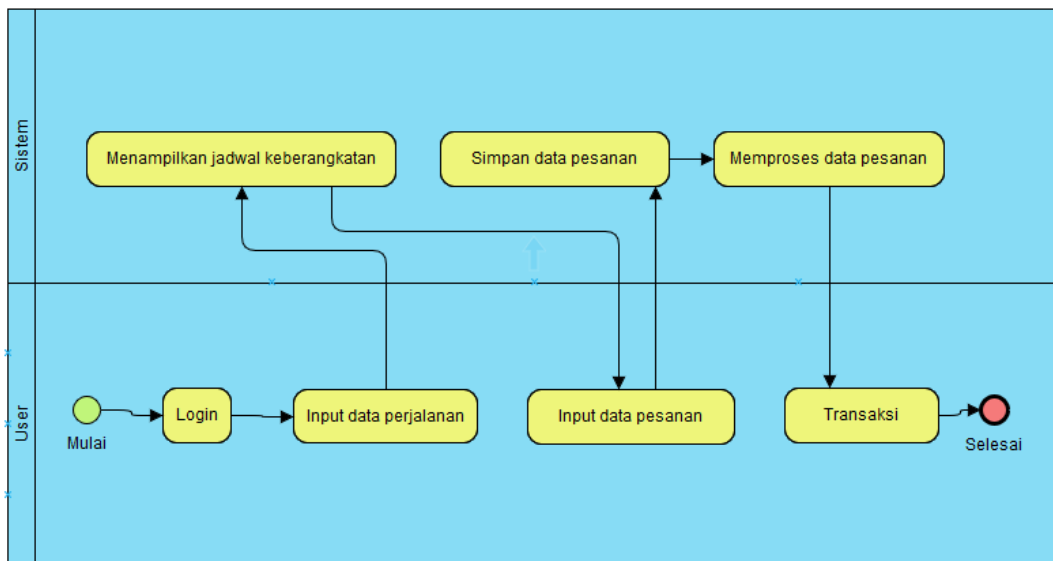 Sistem
Menampilkan jadwal keberangkatan
Simpan data pesanan
Memproses data pesanan
User
Mulai
Login
Input data perjalanan
Input data pesanan
Transaksi
Selesai